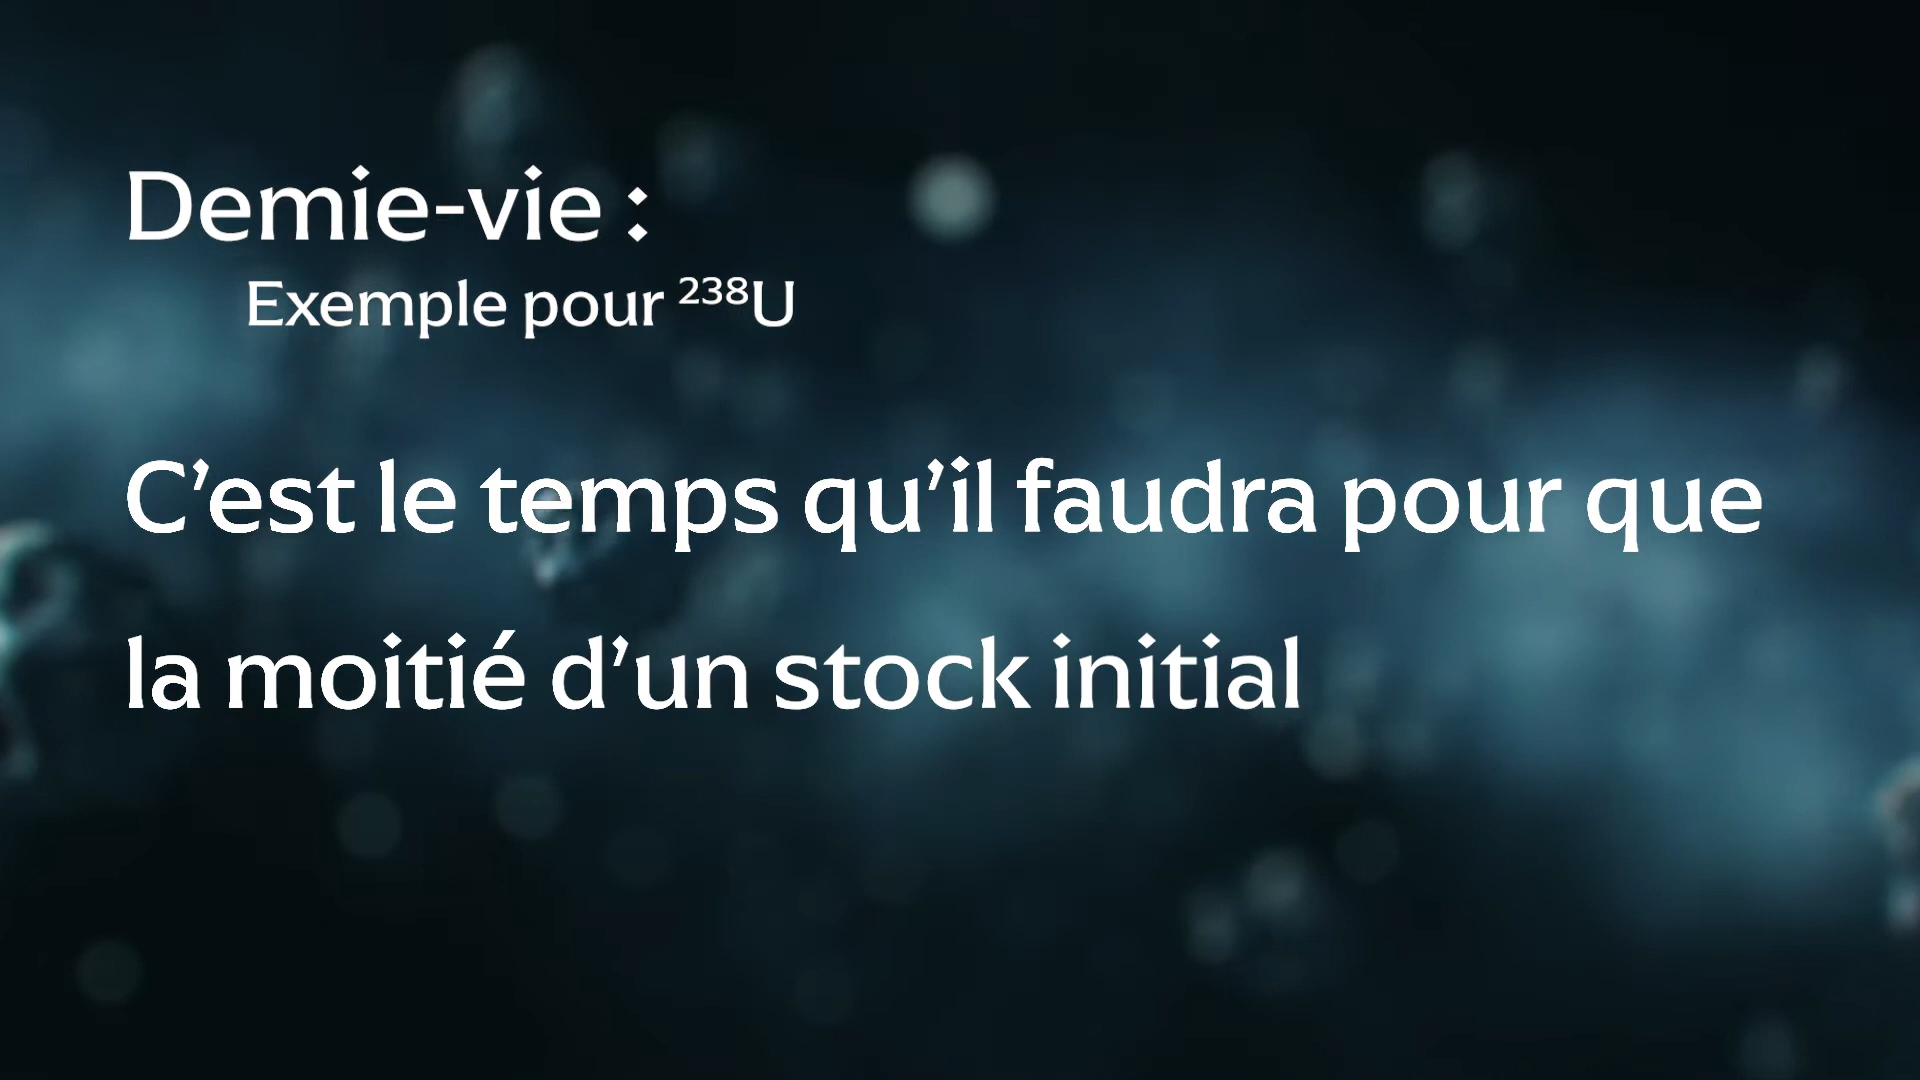 Demie-vie :
Exemple pour ²³⁸U
C’est le temps qu’il faudra pour que
la moitié d’un stock initial